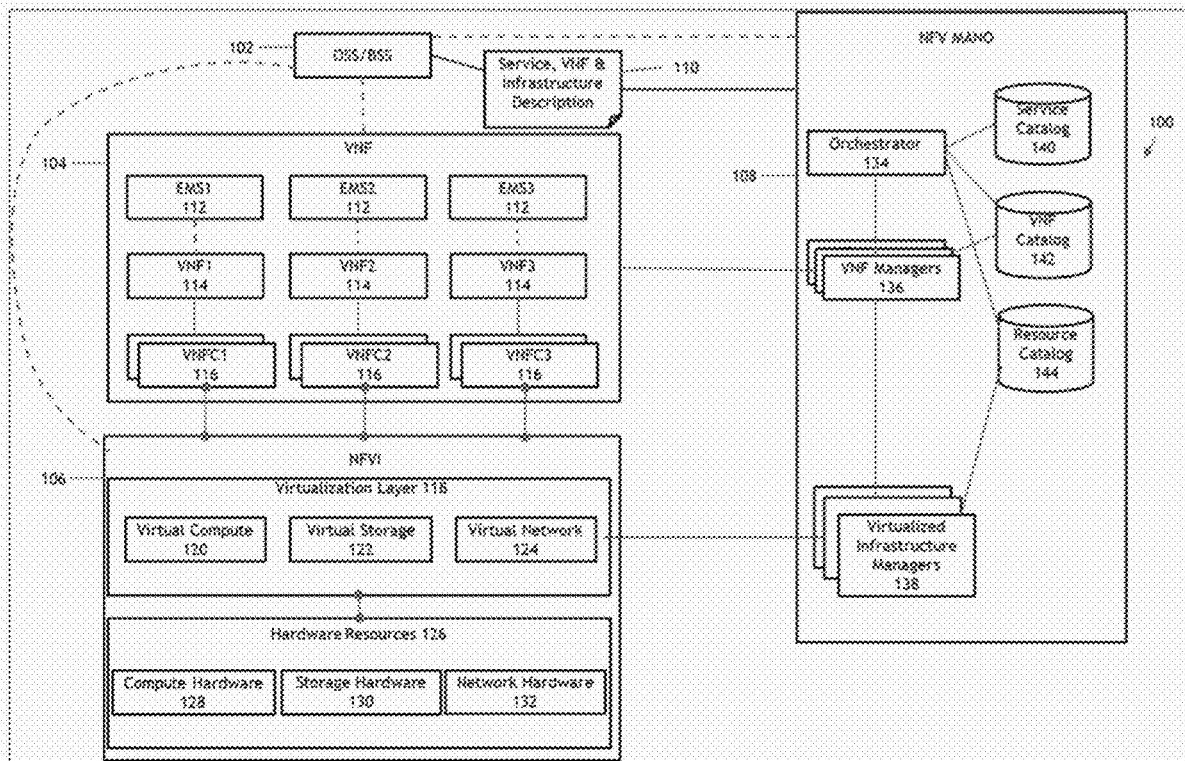 102
OSS/BSS
Service, VNF &
Infrastructure
Description
110
NFV MANO
100
104
VNF
EMS1
112
EMS2
112
EMS3
112
VNF1
114
VNF2
114
VNF3
114
VNFC1
116
VNFC2
116
VNFC3
116
108
Orchestrator
134
Service
Catalog
140
VNF
Catalog
142
VNF Managers
136
Resource
Catalog
144
106
NFVI
Virtualization Layer 118
Virtual Compute
120
Virtual Storage
122
Virtual Network
124
Virtualized
Infrastructure
Managers
138
Hardware Resources 126
Compute Hardware
128
Storage Hardware
130
Network Hardware
132